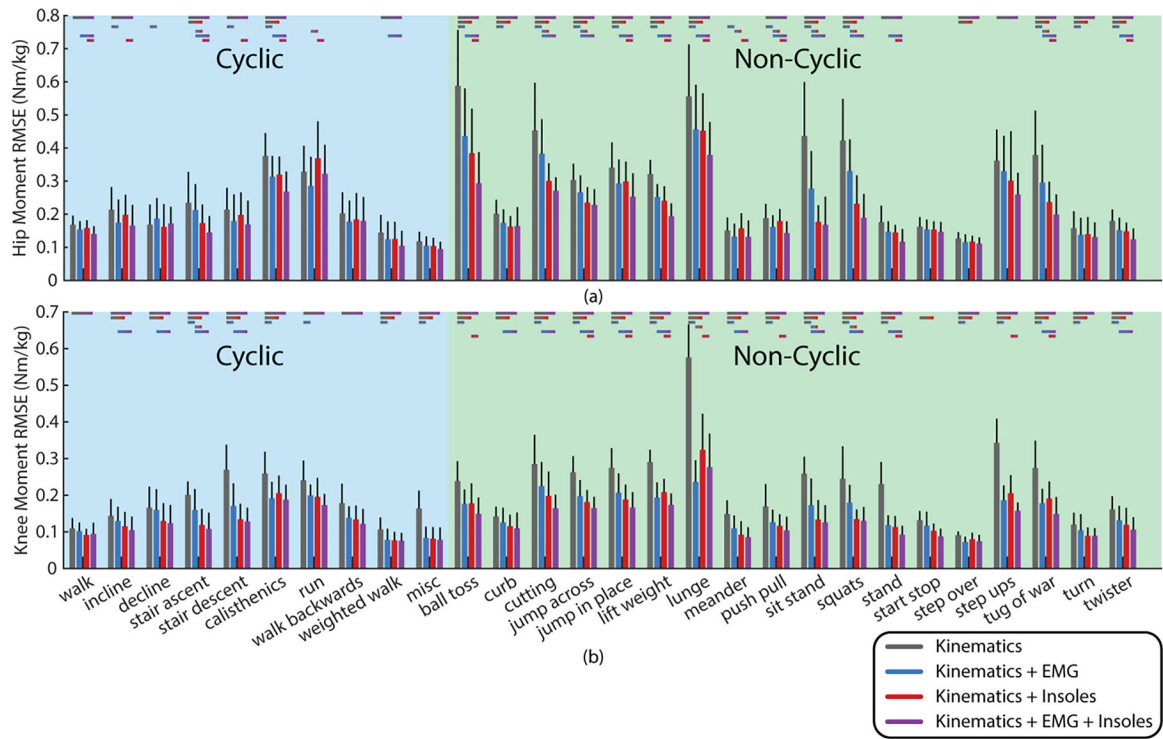 0.8
0.7
0.6
0.5
0.4
0.3
0.2
0.1
0
Hip Moment RMSE (Nm/kg)
Cyclic
Non-Cyclic
(a)
0.7
0.6
0.5
0.4
0.3
0.2
0.1
0
Knee Moment RMSE (Nm/kg)
Cyclic
Non-Cyclic
walk
incline
decline
stair ascent
stair descent
calisthenics
run
walk backwards
weighted walk
misc
ball toss
curb
cutting
jump across
jump in place
lift weight
lunge
meander
push pull
sit stand
squats
stand
start stop
step over
step ups
tug of war
turn
twister
(b)
Kinematics
Kinematics + EMG
Kinematics + Insoles
Kinematics + EMG + Insoles